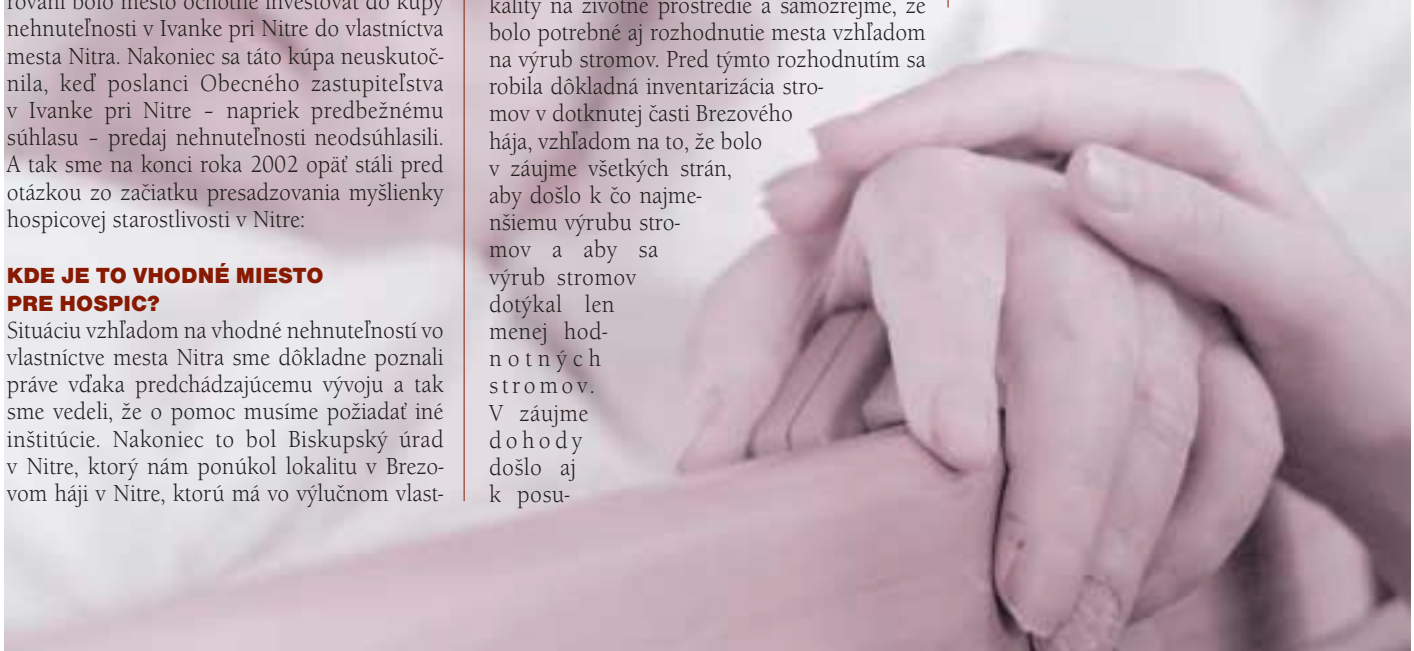 rovaní bolo mesto ochotné investovať do kúpy
nehnuteľnosti v Ivanke pri Nitre do vlastníctva
mesta Nitra. Nakoniec sa táto kúpa neuskutoč-
nila, keď poslanci Obecného zastupiteľstva
v Ivanke pri Nitre – napriek predbežnému
súhlasu – predaj nehnuteľnosti neodsúhlasili.
A tak sme na konci roka 2002 opäť stáli pred
otázkou zo začiatku presadzovania myšlienky
hospicovej starostlivosti v Nitre:
KDE JE TO VHODNÉ MIESTO
PRE HOSPIC?
Situáciu vzhľadom na vhodné nehnuteľností vo
vlastníctve mesta Nitra sme dôkladne poznali
práve vďaka predchádzajúcemu vývoju a tak
sme vedeli, že o pomoc musíme požiadať iné
inštitúcie. Nakoniec to bol Biskupský úrad
v Nitre, ktorý nám ponúkol lokalitu v Brezo-
vom háji v Nitre, ktorú má vo výlučnom vlast-
kality na životné prostredie a samozrejme, že
bolo potrebné aj rozhodnutie mesta vzhľadom
na výrub stromov. Pred týmto rozhodnutím sa
robila dôkladná inventarizácia stro-
mov v dotknutej časti Brezového
hája, vzhľadom na to, že bolo
v záujme všetkých strán,
aby došlo k čo najme-
nšiemu výrubu stro-
mov a aby sa
výrub stromov
dotýkal len
menej hod-
notných
stromov.
V záujme
dohody
došlo aj
k posu-